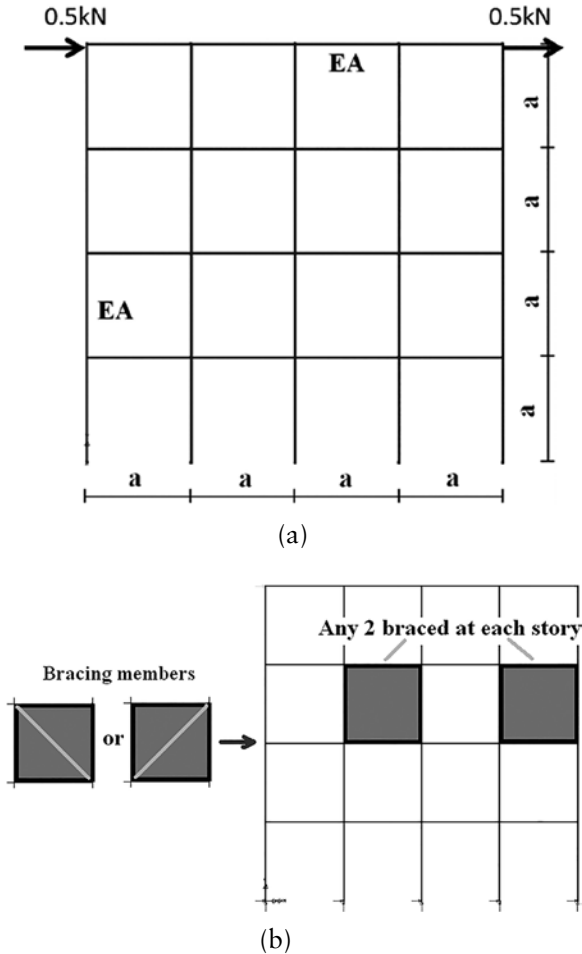 0.5kN 0.5kN
EA
a
a
EA
a
a
a a a a
(a)
Any 2 braced at each story
Bracing members
or
(b)